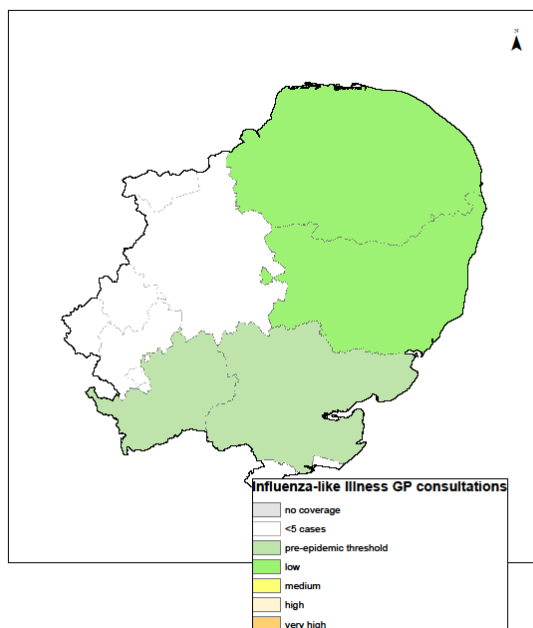 N
Influenza-like Illness GP consultations
no coverage
<5 cases
pre-epidemic threshold
low
medium
high
very high